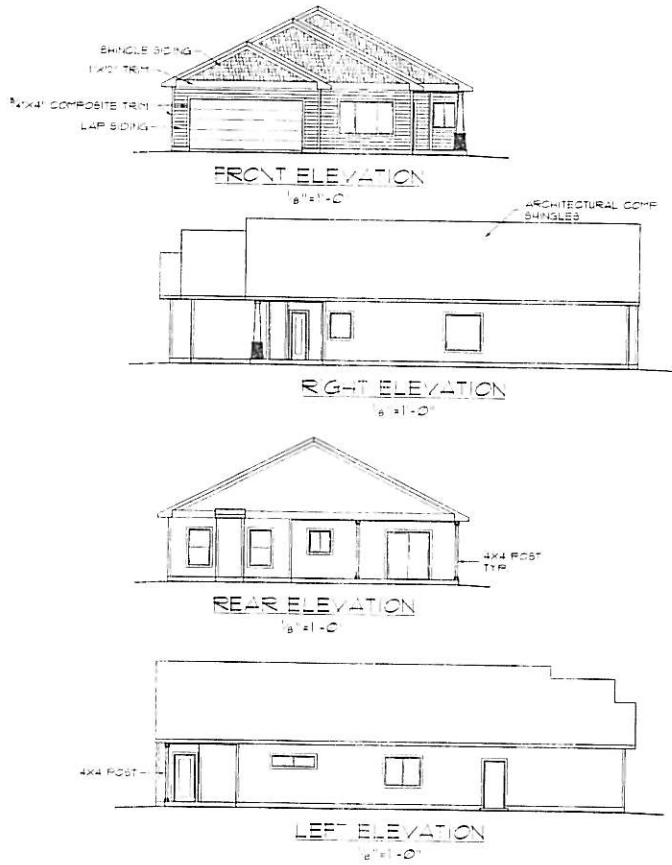 SHINGLE SIDING
1"X12" TRIM
5/4"X4" COMPOSITE TRIM
LAP SIDING
FRONT ELEVATION
1/8"=1'-0"
ARCHITECTURAL COMP
SHINGLES
RIGHT ELEVATION
1/8"=1'-0"
4X4 POST
TYP.
REAR ELEVATION
1/8"=1'-0"
4X4 POST
LEFT ELEVATION
1/8"=1'-0"